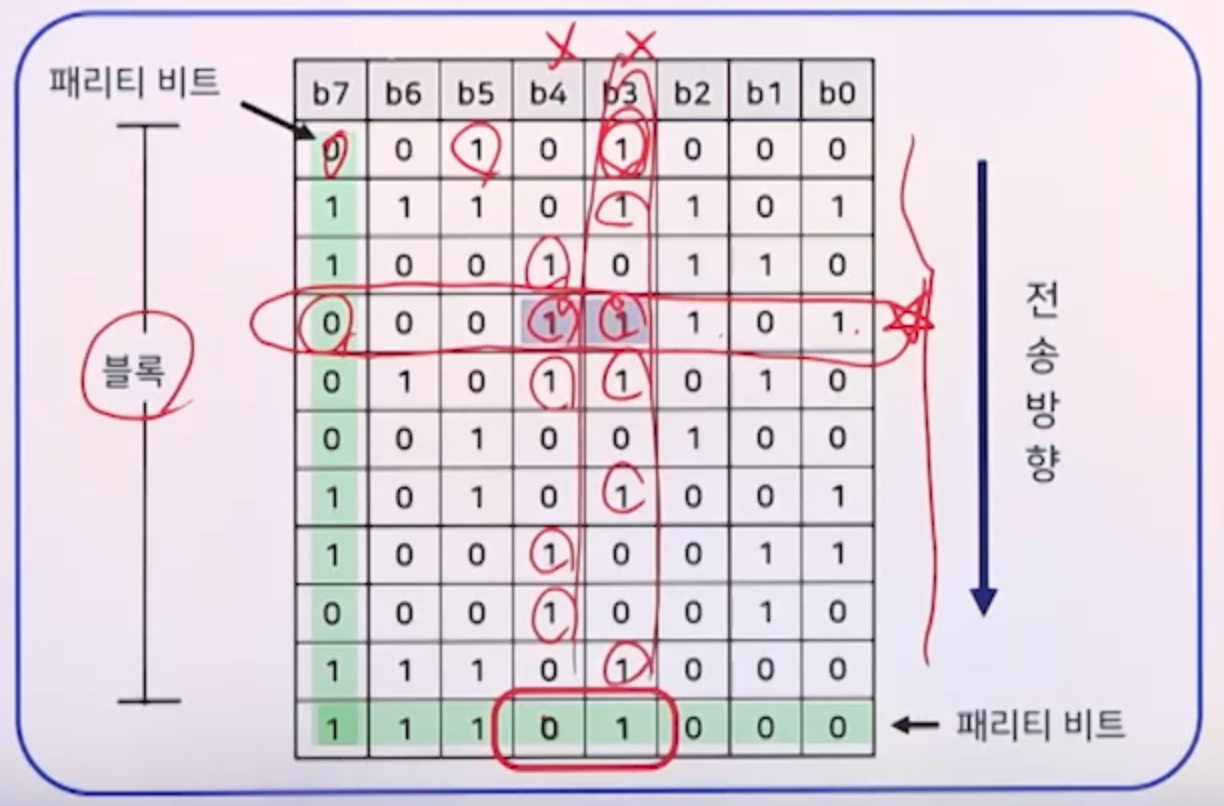 패리티 비트
b7 b6 b5 b4 b3 b2 b1 b0
0 0 1 0 1 0 0 0
1 1 1 0 1 1 0 1
1 0 0 1 0 1 1 0
0 0 0 1 1 1 0 1
0 1 0 1 1 0 1 0
0 0 1 0 0 1 0 0
1 0 1 0 1 0 0 1
1 0 0 1 0 0 1 1
0 0 0 1 0 0 1 0
1 1 1 0 1 0 0 0
1 1 1 0 1 0 0 0
블록
전송방향
패리티 비트